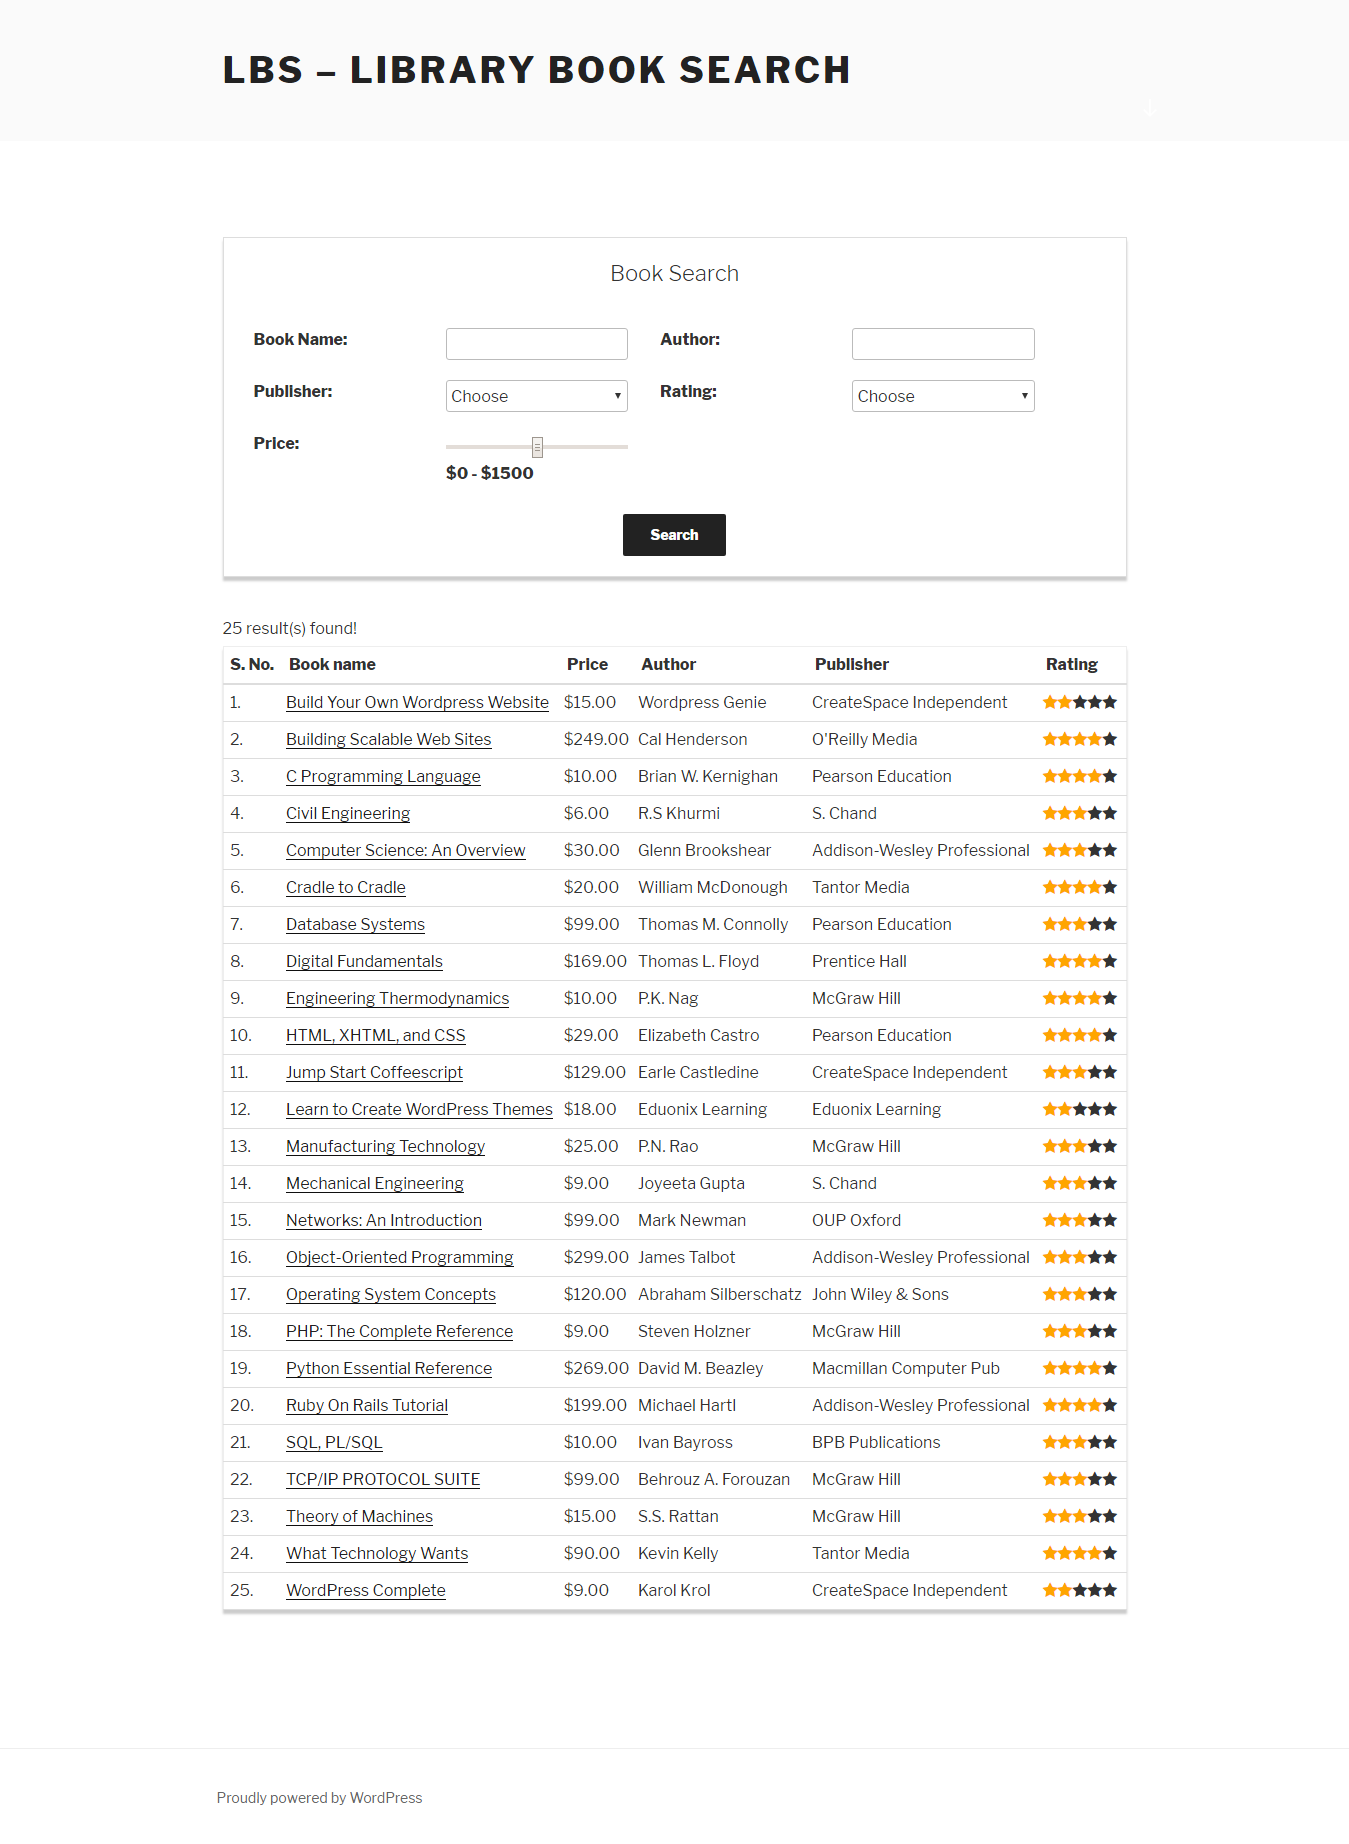 LBS – LIBRARY BOOK SEARCH
Book Search
Book Name: Author:
Publisher: Choose Rating: Choose
Price:
$0 - $1500
Search
25 result(s) found!
S. No. Book name Price Author Publisher Rating
1. Build Your Own Wordpress Website $15.00 Wordpress Genie CreateSpace Independent
2. Building Scalable Web Sites $249.00 Cal Henderson O'Reilly Media
3. C Programming Language $10.00 Brian W. Kernighan Pearson Education
4. Civil Engineering $6.00 R.S Khurmi S. Chand
5. Computer Science: An Overview $30.00 Glenn Brookshear Addison-Wesley Professional
6. Cradle to Cradle $20.00 William McDonough Tantor Media
7. Database Systems $99.00 Thomas M. Connolly Pearson Education
8. Digital Fundamentals $169.00 Thomas L. Floyd Prentice Hall
9. Engineering Thermodynamics $10.00 P.K. Nag McGraw Hill
10. HTML, XHTML, and CSS $29.00 Elizabeth Castro Pearson Education
11. Jump Start Coffeescript $129.00 Earle Castledine CreateSpace Independent
12. Learn to Create WordPress Themes $18.00 Eduonix Learning Eduonix Learning
13. Manufacturing Technology $25.00 P.N. Rao McGraw Hill
14. Mechanical Engineering $9.00 Joyeeta Gupta S. Chand
15. Networks: An Introduction $99.00 Mark Newman OUP Oxford
16. Object-Oriented Programming $299.00 James Talbot Addison-Wesley Professional
17. Operating System Concepts $120.00 Abraham Silberschatz John Wiley & Sons
18. PHP: The Complete Reference $9.00 Steven Holzner McGraw Hill
19. Python Essential Reference $269.00 David M. Beazley Macmillan Computer Pub
20. Ruby On Rails Tutorial $199.00 Michael Hartl Addison-Wesley Professional
21. SQL, PL/SQL $10.00 Ivan Bayross BPB Publications
22. TCP/IP PROTOCOL SUITE $99.00 Behrouz A. Forouzan McGraw Hill
23. Theory of Machines $15.00 S.S. Rattan McGraw Hill
24. What Technology Wants $90.00 Kevin Kelly Tantor Media
25. WordPress Complete $9.00 Karol Krol CreateSpace Independent
Proudly powered by WordPress